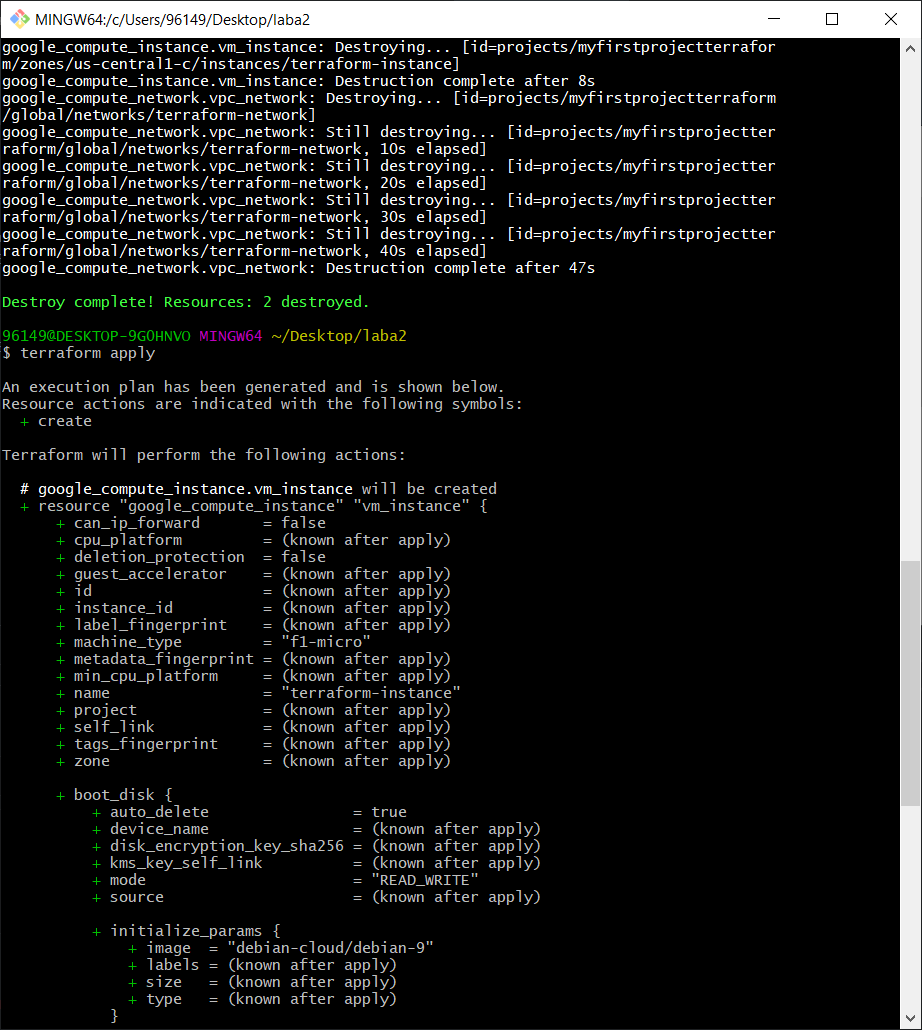 MINGW64:/c/Users/96149/Desktop/laba2
google_compute_instance.vm_instance: Destroying... [id=projects/myfirstprojectterrafor
m/zones/us-central1-c/instances/terraform-instance]
google_compute_instance.vm_instance: Destruction complete after 8s
google_compute_network.vpc_network: Destroying... [id=projects/myfirstprojectterraform
/global/networks/terraform-network]
google_compute_network.vpc_network: Still destroying... [id=projects/myfirstprojectter
raform/global/networks/terraform-network, 10s elapsed]
google_compute_network.vpc_network: Still destroying... [id=projects/myfirstprojectter
raform/global/networks/terraform-network, 20s elapsed]
google_compute_network.vpc_network: Still destroying... [id=projects/myfirstprojectter
raform/global/networks/terraform-network, 30s elapsed]
google_compute_network.vpc_network: Still destroying... [id=projects/myfirstprojectter
raform/global/networks/terraform-network, 40s elapsed]
google_compute_network.vpc_network: Destruction complete after 47s
Destroy complete! Resources: 2 destroyed.
96149@DESKTOP-9G0HNVO MINGW64 ~/Desktop/laba2
$ terraform apply
An execution plan has been generated and is shown below.
Resource actions are indicated with the following symbols:
  + create
Terraform will perform the following actions:
  # google_compute_instance.vm_instance will be created
  + resource "google_compute_instance" "vm_instance" {
      + can_ip_forward       = false
      + cpu_platform         = (known after apply)
      + deletion_protection  = false
      + guest_accelerator    = (known after apply)
      + id                   = (known after apply)
      + instance_id          = (known after apply)
      + label_fingerprint    = (known after apply)
      + machine_type         = "f1-micro"
      + metadata_fingerprint = (known after apply)
      + min_cpu_platform     = (known after apply)
      + name                 = "terraform-instance"
      + project              = (known after apply)
      + self_link            = (known after apply)
      + tags_fingerprint     = (known after apply)
      + zone                 = (known after apply)
      + boot_disk {
          + auto_delete                = true
          + device_name                = (known after apply)
          + disk_encryption_key_sha256 = (known after apply)
          + kms_key_self_link          = (known after apply)
          + mode                       = "READ_WRITE"
          + source                     = (known after apply)
          + initialize_params {
              + image  = "debian-cloud/debian-9"
              + labels = (known after apply)
              + size   = (known after apply)
              + type   = (known after apply)
            }